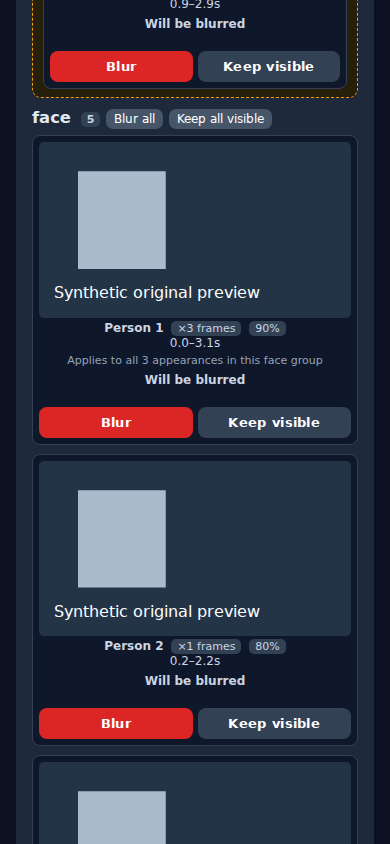 0.9–2.9s
Will be blurred
Blur Keep visible
face 5 Blur all Keep all visible
Synthetic original preview
Person 1 ×3 frames 90%
0.0–3.1s
Applies to all 3 appearances in this face group
Will be blurred
Blur Keep visible
Synthetic original preview
Person 2 ×1 frames 80%
0.2–2.2s
Will be blurred
Blur Keep visible